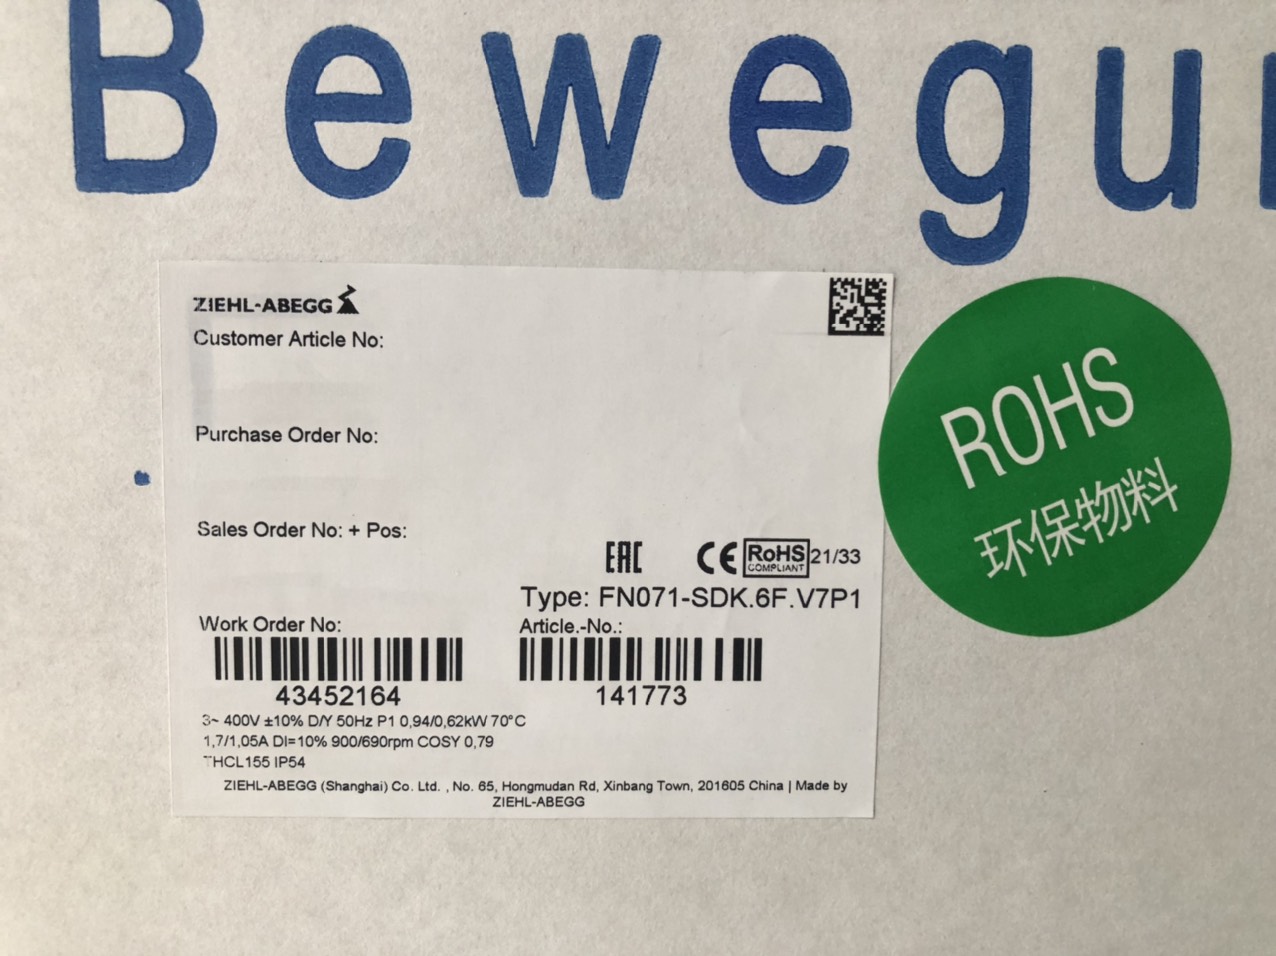 Bewegu
ZIEHL-ABEGG
Customer Article No:
Purchase Order No:
Sales Order No: + Pos:
EAC CE RoHS COMPLIANT 21/33
Type: FN071-SDK.6F.V7P1
Work Order No:
Article.-No.:
43452164
141773
3~ 400V ±10% D/Y 50Hz P1 0,94/0,62kW 70°C
1,7/1,05A DI=10% 900/690rpm COSY 0,79
THCL155 IP54
ZIEHL-ABEGG (Shanghai) Co. Ltd. , No. 65, Hongmudan Rd, Xinbang Town, 201605 China | Made by
ZIEHL-ABEGG
ROHS
环保物料